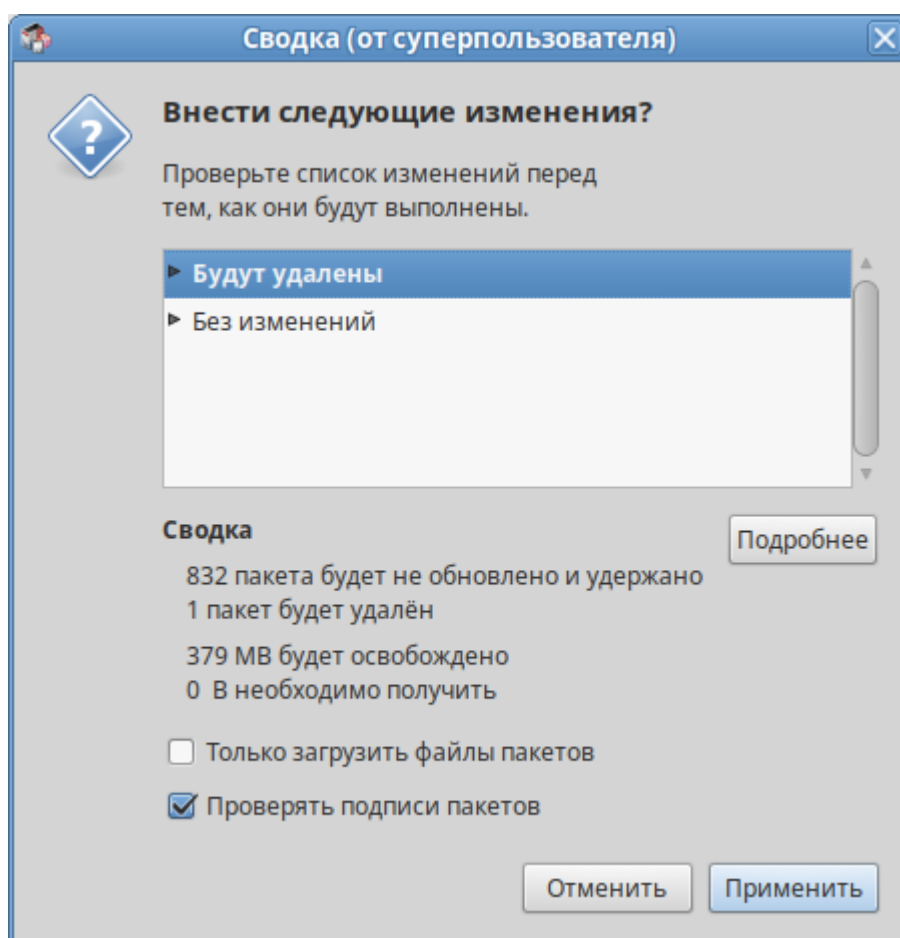 Сводка (от суперпользователя)
Внести следующие изменения?
Проверьте список изменений перед
тем, как они будут выполнены.
Будут удалены
Без изменений
Сводка
Подробнее
832 пакета будет не обновлено и удержано
1 пакет будет удалён
379 MB будет освобождено
0 B необходимо получить
Только загрузить файлы пакетов
Проверять подписи пакетов
Отменить
Применить